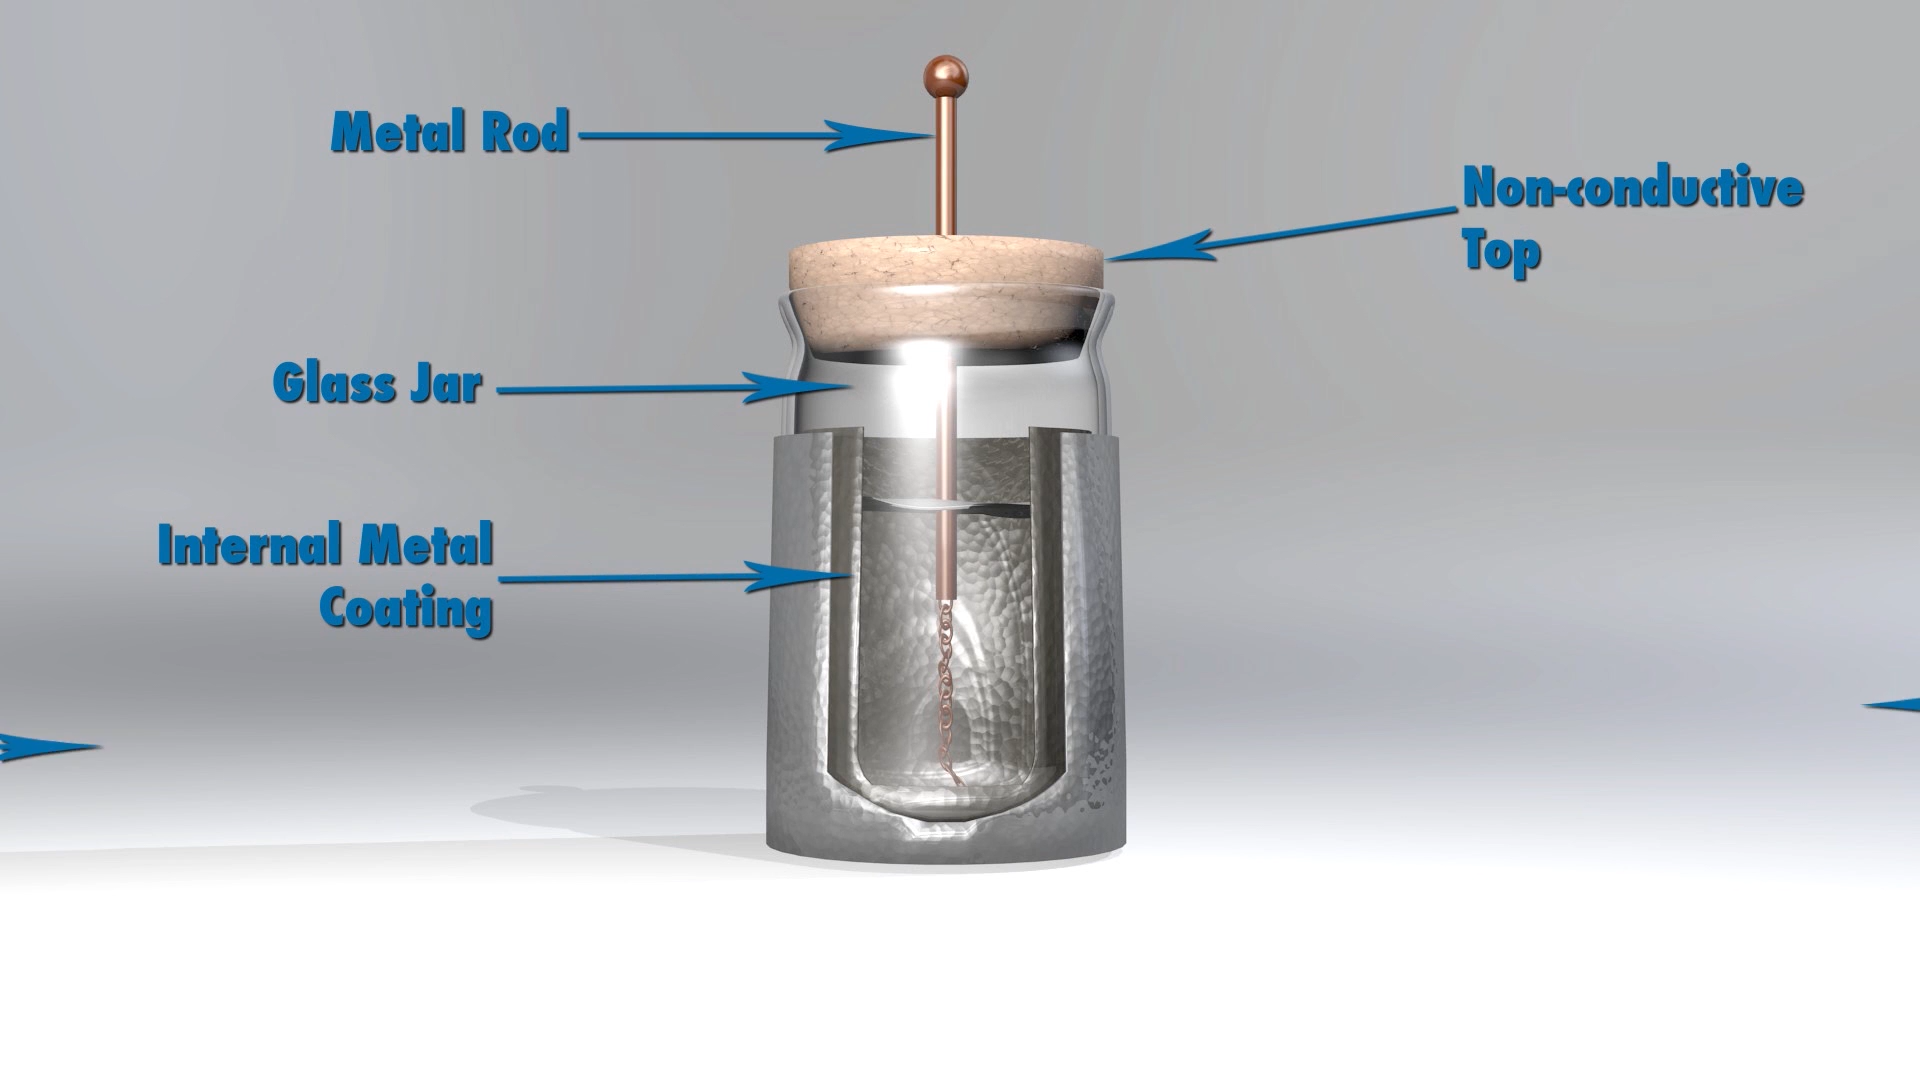 Metal Rod
Non-conductive
Top
Glass Jar
Internal Metal
Coating